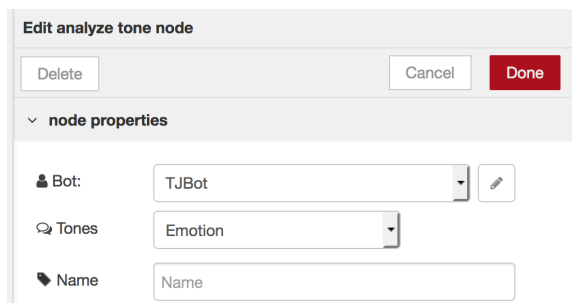 Edit analyze tone node
Delete Cancel Done
node properties
Bot: TJBot
Tones Emotion
Name Name